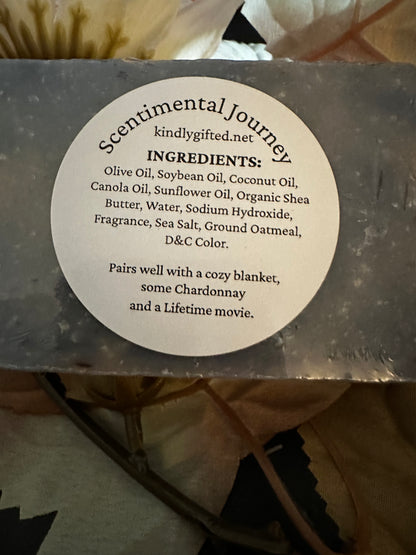 Scentimental Journey
kindlygifted.net
INGREDIENTS:
Olive Oil, Soybean Oil, Coconut Oil,
Canola Oil, Sunflower Oil, Organic Shea
Butter, Water, Sodium Hydroxide,
Fragrance, Sea Salt, Ground Oatmeal,
D&C Color.
Pairs well with a cozy blanket,
some Chardonnay
and a Lifetime movie.